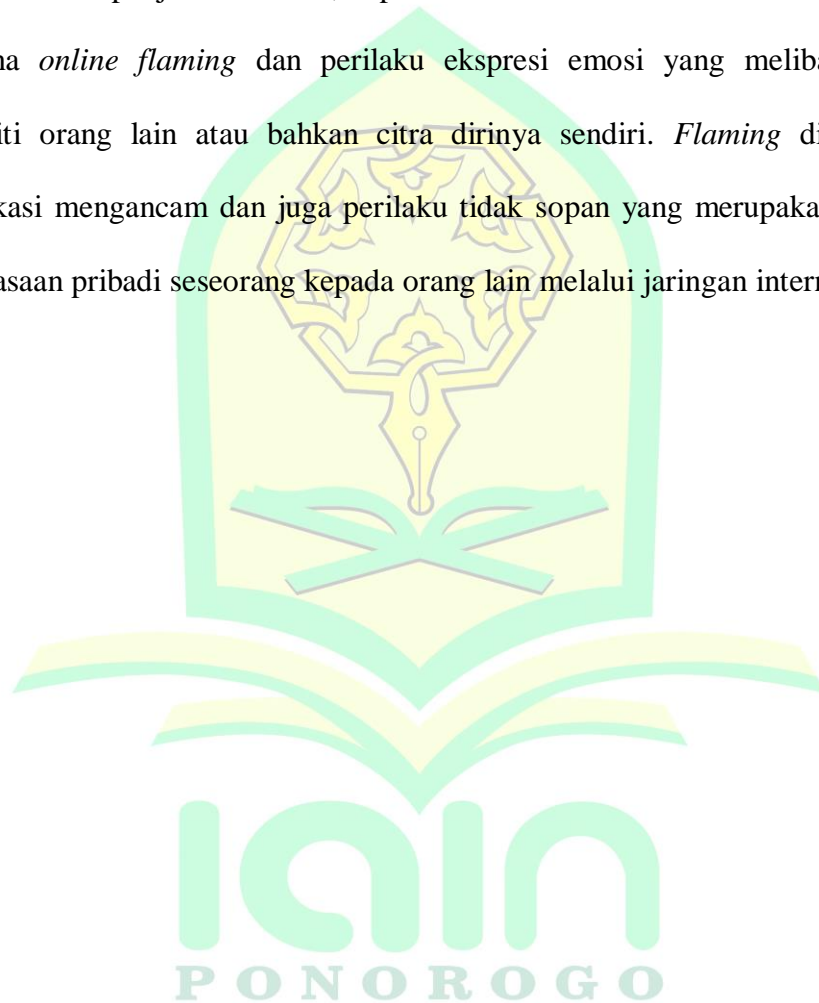 na online flaming dan perilaku ekspresi emosi yang meliba
iti orang lain atau bahkan citra dirinya sendiri. Flaming di
kasi mengancam dan juga perilaku tidak sopan yang merupaka
asaan pribadi seseorang kepada orang lain melalui jaringan intern
iain
PONOROGO